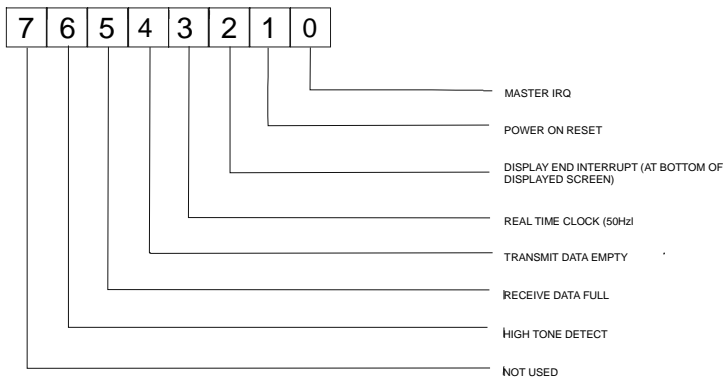 7 6 5 4 3 2 1 0
MASTER IRQ
POWER ON RESET
DISPLAY END INTERRUPT (AT BOTTOM OF
DISPLAYED SCREEN)
REAL TIME CLOCK (50Hzl
TRANSMIT DATA EMPTY
RECEIVE DATA FULL
HIGH TONE DETECT
NOT USED